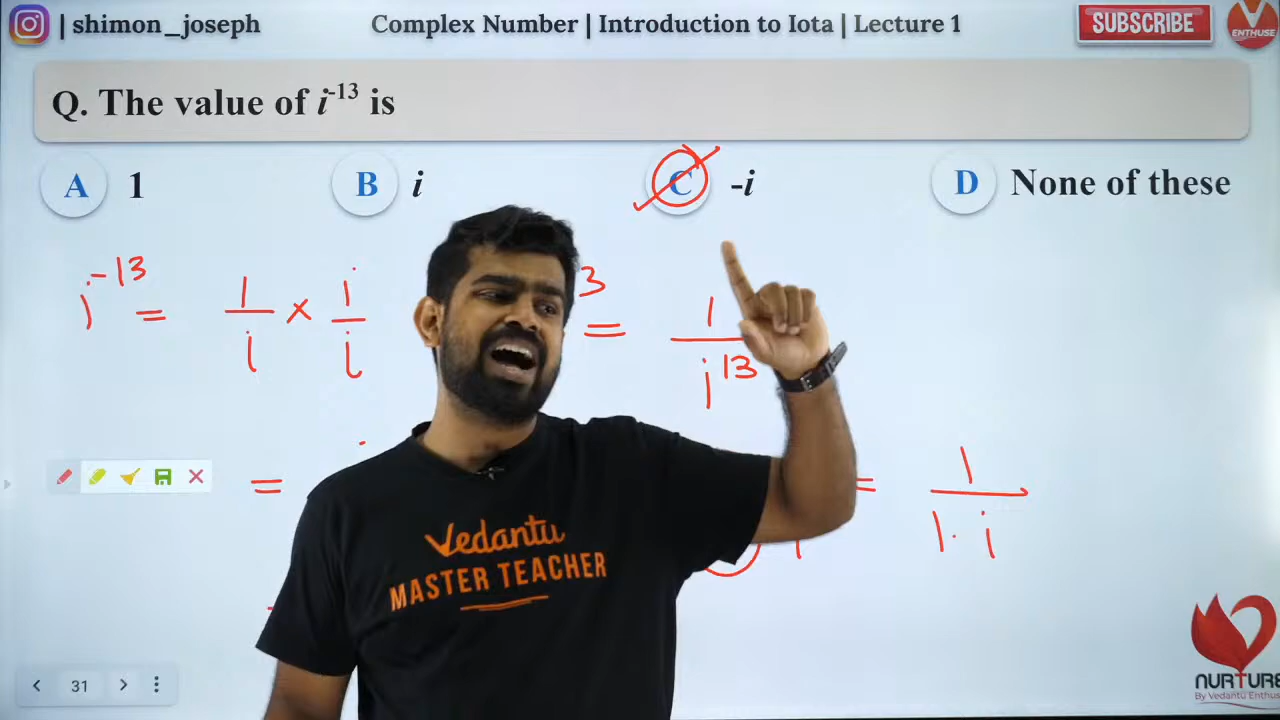 | shimon_joseph
Complex Number | Introduction to Iota | Lecture 1
SUBSCRIBE
V
ENTHUSE
Q. The value of i⁻¹³ is
A 1
B i
C -i
D None of these
i⁻¹³ = 1/i × i/i
3 = 1/i¹³
=
= 1/1·i
Vedantu
MASTER TEACHER
31
NURTURE
By Vedantu Enthuse